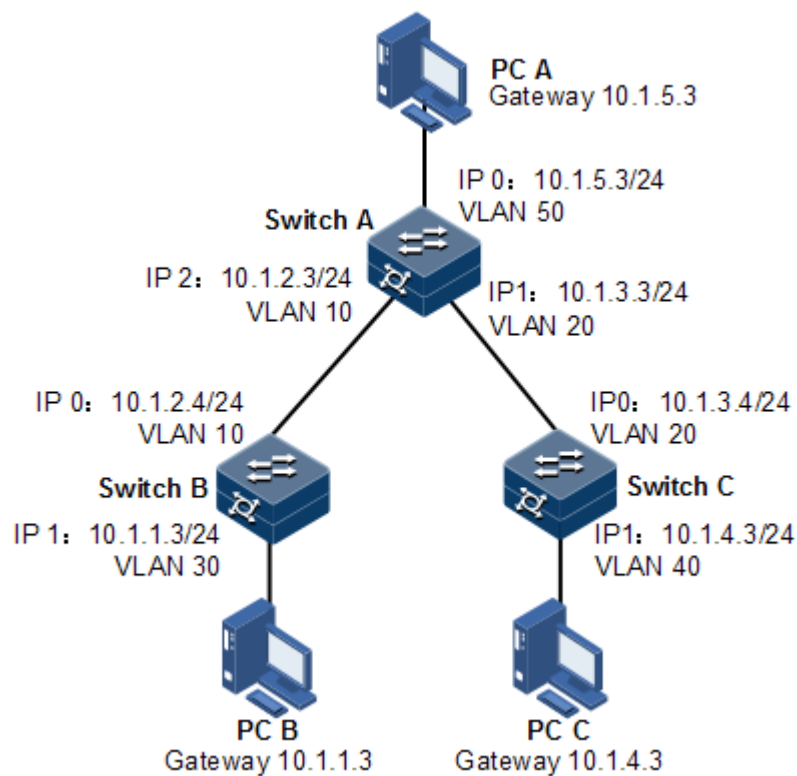 PC A
Gateway 10.1.5.3
IP 0：10.1.5.3/24
VLAN 50
Switch A
IP 2：10.1.2.3/24
VLAN 10
IP1：10.1.3.3/24
VLAN 20
IP 0：10.1.2.4/24
VLAN 10
IP0：10.1.3.4/24
VLAN 20
Switch B
Switch C
IP 1：10.1.1.3/24
VLAN 30
IP1：10.1.4.3/24
VLAN 40
PC B
Gateway 10.1.1.3
PC C
Gateway 10.1.4.3